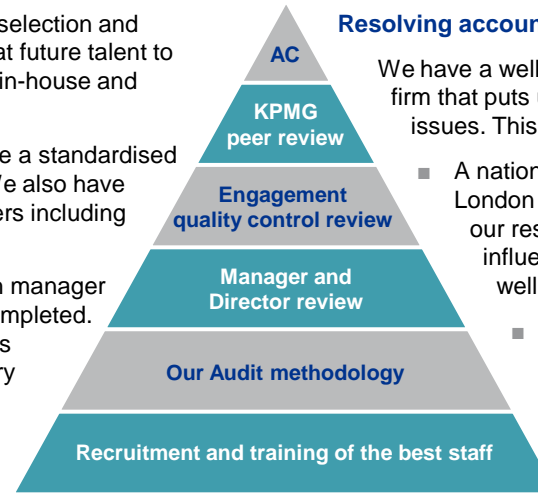 selection and
at future talent to
in-house and
e a standardised
We also have
ers including
n manager
mpleted.
s
ry
AC
KPMG
peer review
Engagement
quality control review
Manager and
Director review
Our Audit methodology
Recruitment and training of the best staff
Resolving accoun
We have a well
firm that puts
issues. This
■ A nation
London
our res
influe
well
■